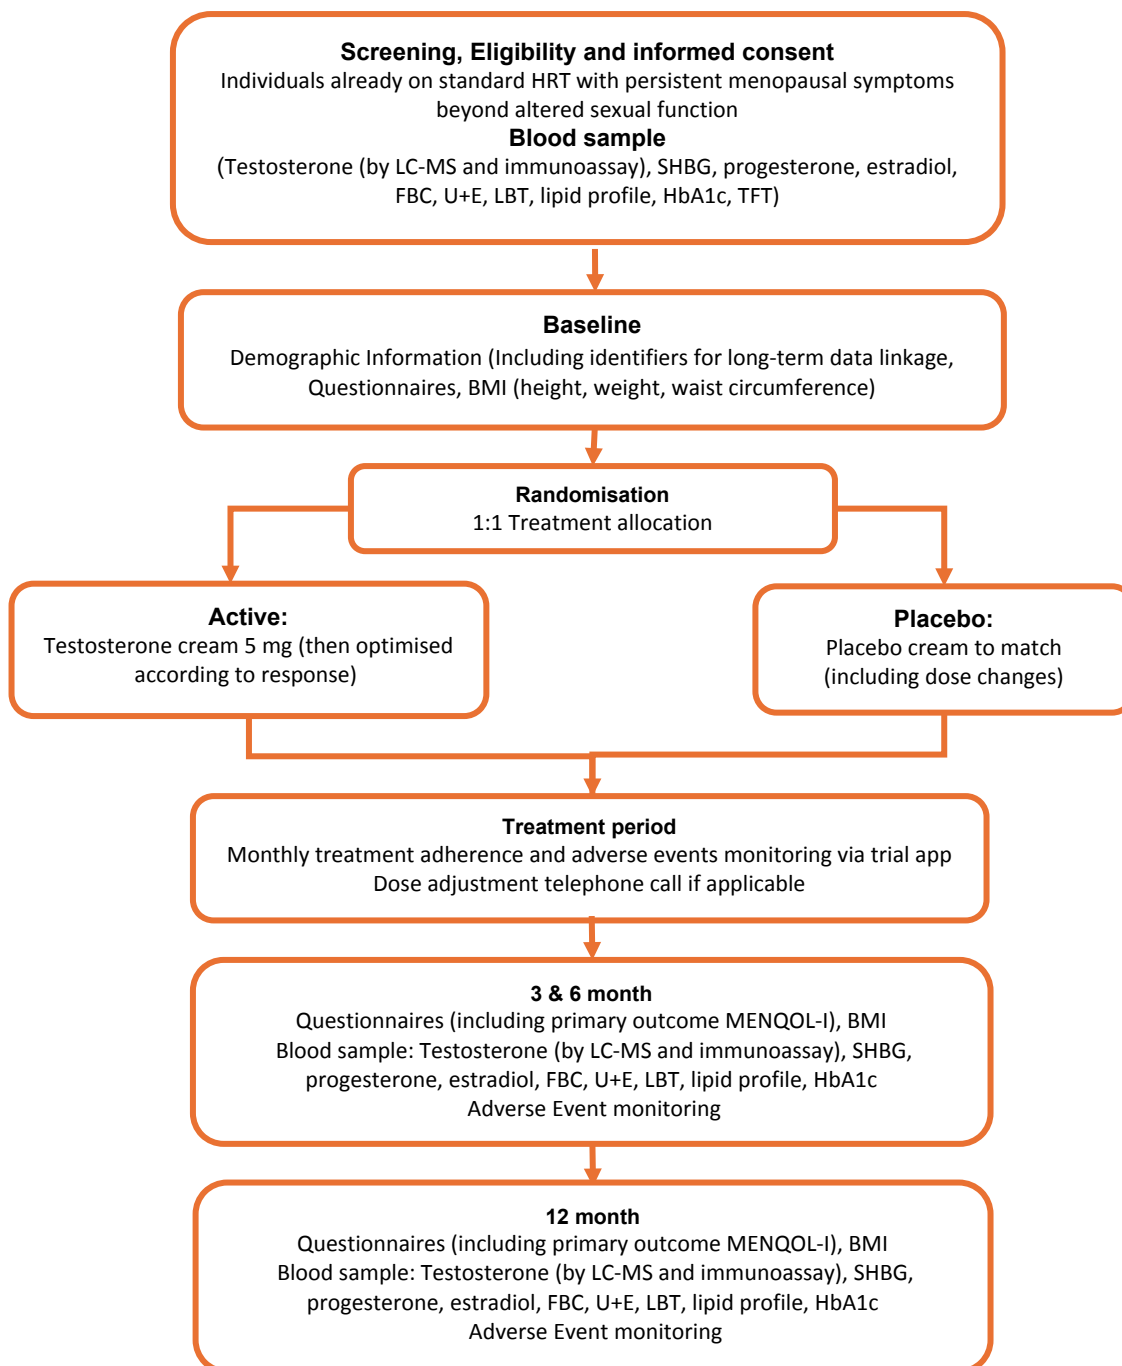 Screening, Eligibility and informed consent
Individuals already on standard HRT with persistent menopausal symptoms
beyond altered sexual function
Blood sample
(Testosterone (by LC-MS and immunoassay), SHBG, progesterone, estradiol,
FBC, U+E, LBT, lipid profile, HbA1c, TFT)
Baseline
Demographic Information (Including identifiers for long-term data linkage,
Questionnaires, BMI (height, weight, waist circumference)
Randomisation
1:1 Treatment allocation
Active:
Testosterone cream 5 mg (then optimised
according to response)
Placebo:
Placebo cream to match
(including dose changes)
Treatment period
Monthly treatment adherence and adverse events monitoring via trial app
Dose adjustment telephone call if applicable
3 & 6 month
Questionnaires (including primary outcome MENQOL-I), BMI
Blood sample: Testosterone (by LC-MS and immunoassay), SHBG,
progesterone, estradiol, FBC, U+E, LBT, lipid profile, HbA1c
Adverse Event monitoring
12 month
Questionnaires (including primary outcome MENQOL-I), BMI
Blood sample: Testosterone (by LC-MS and immunoassay), SHBG,
progesterone, estradiol, FBC, U+E, LBT, lipid profile, HbA1c
Adverse Event monitoring